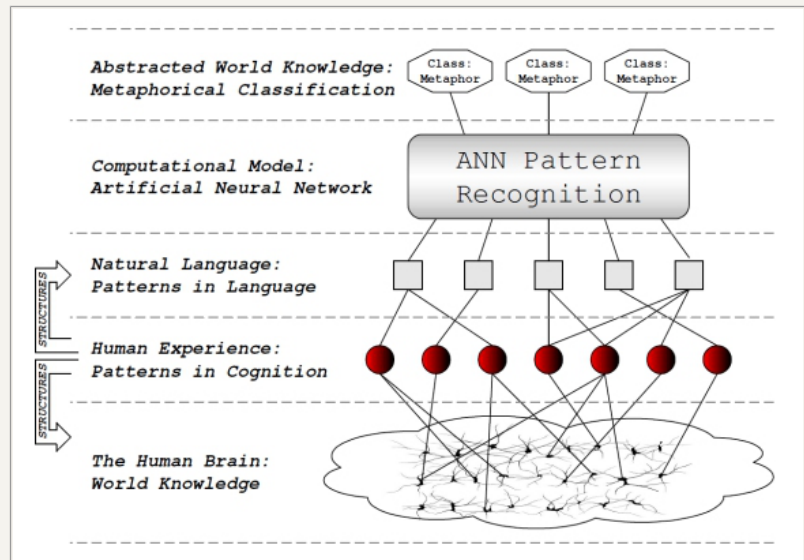 Abstracted World Knowledge:
Metaphorical Classification
Class:
Metaphor
Class:
Metaphor
Class:
Metaphor
Computational Model:
Artificial Neural Network
ANN Pattern
Recognition
Natural Language:
Patterns in Language
STRUCTURES
Human Experience:
Patterns in Cognition
STRUCTURES
The Human Brain:
World Knowledge